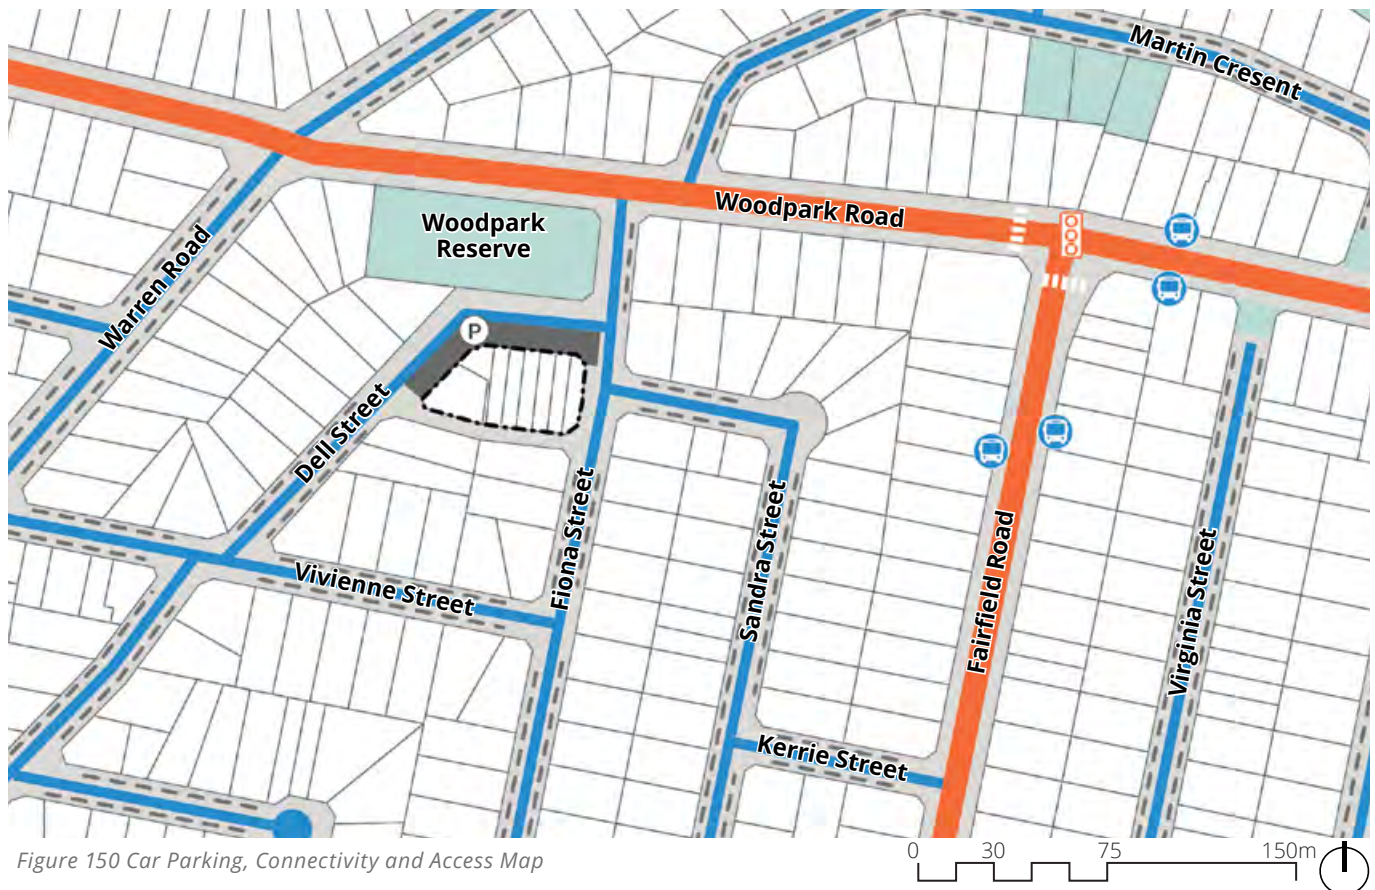 Martin Cresent
Woodpark Road
Woodpark
Reserve
Warren Road
P
Dell Street
Fiona Street
Sandra Street
Fairfield Road
Virginia Street
Vivienne Street
Kerrie Street
Figure 150 Car Parking, Connectivity and Access Map
0 30 75 150m